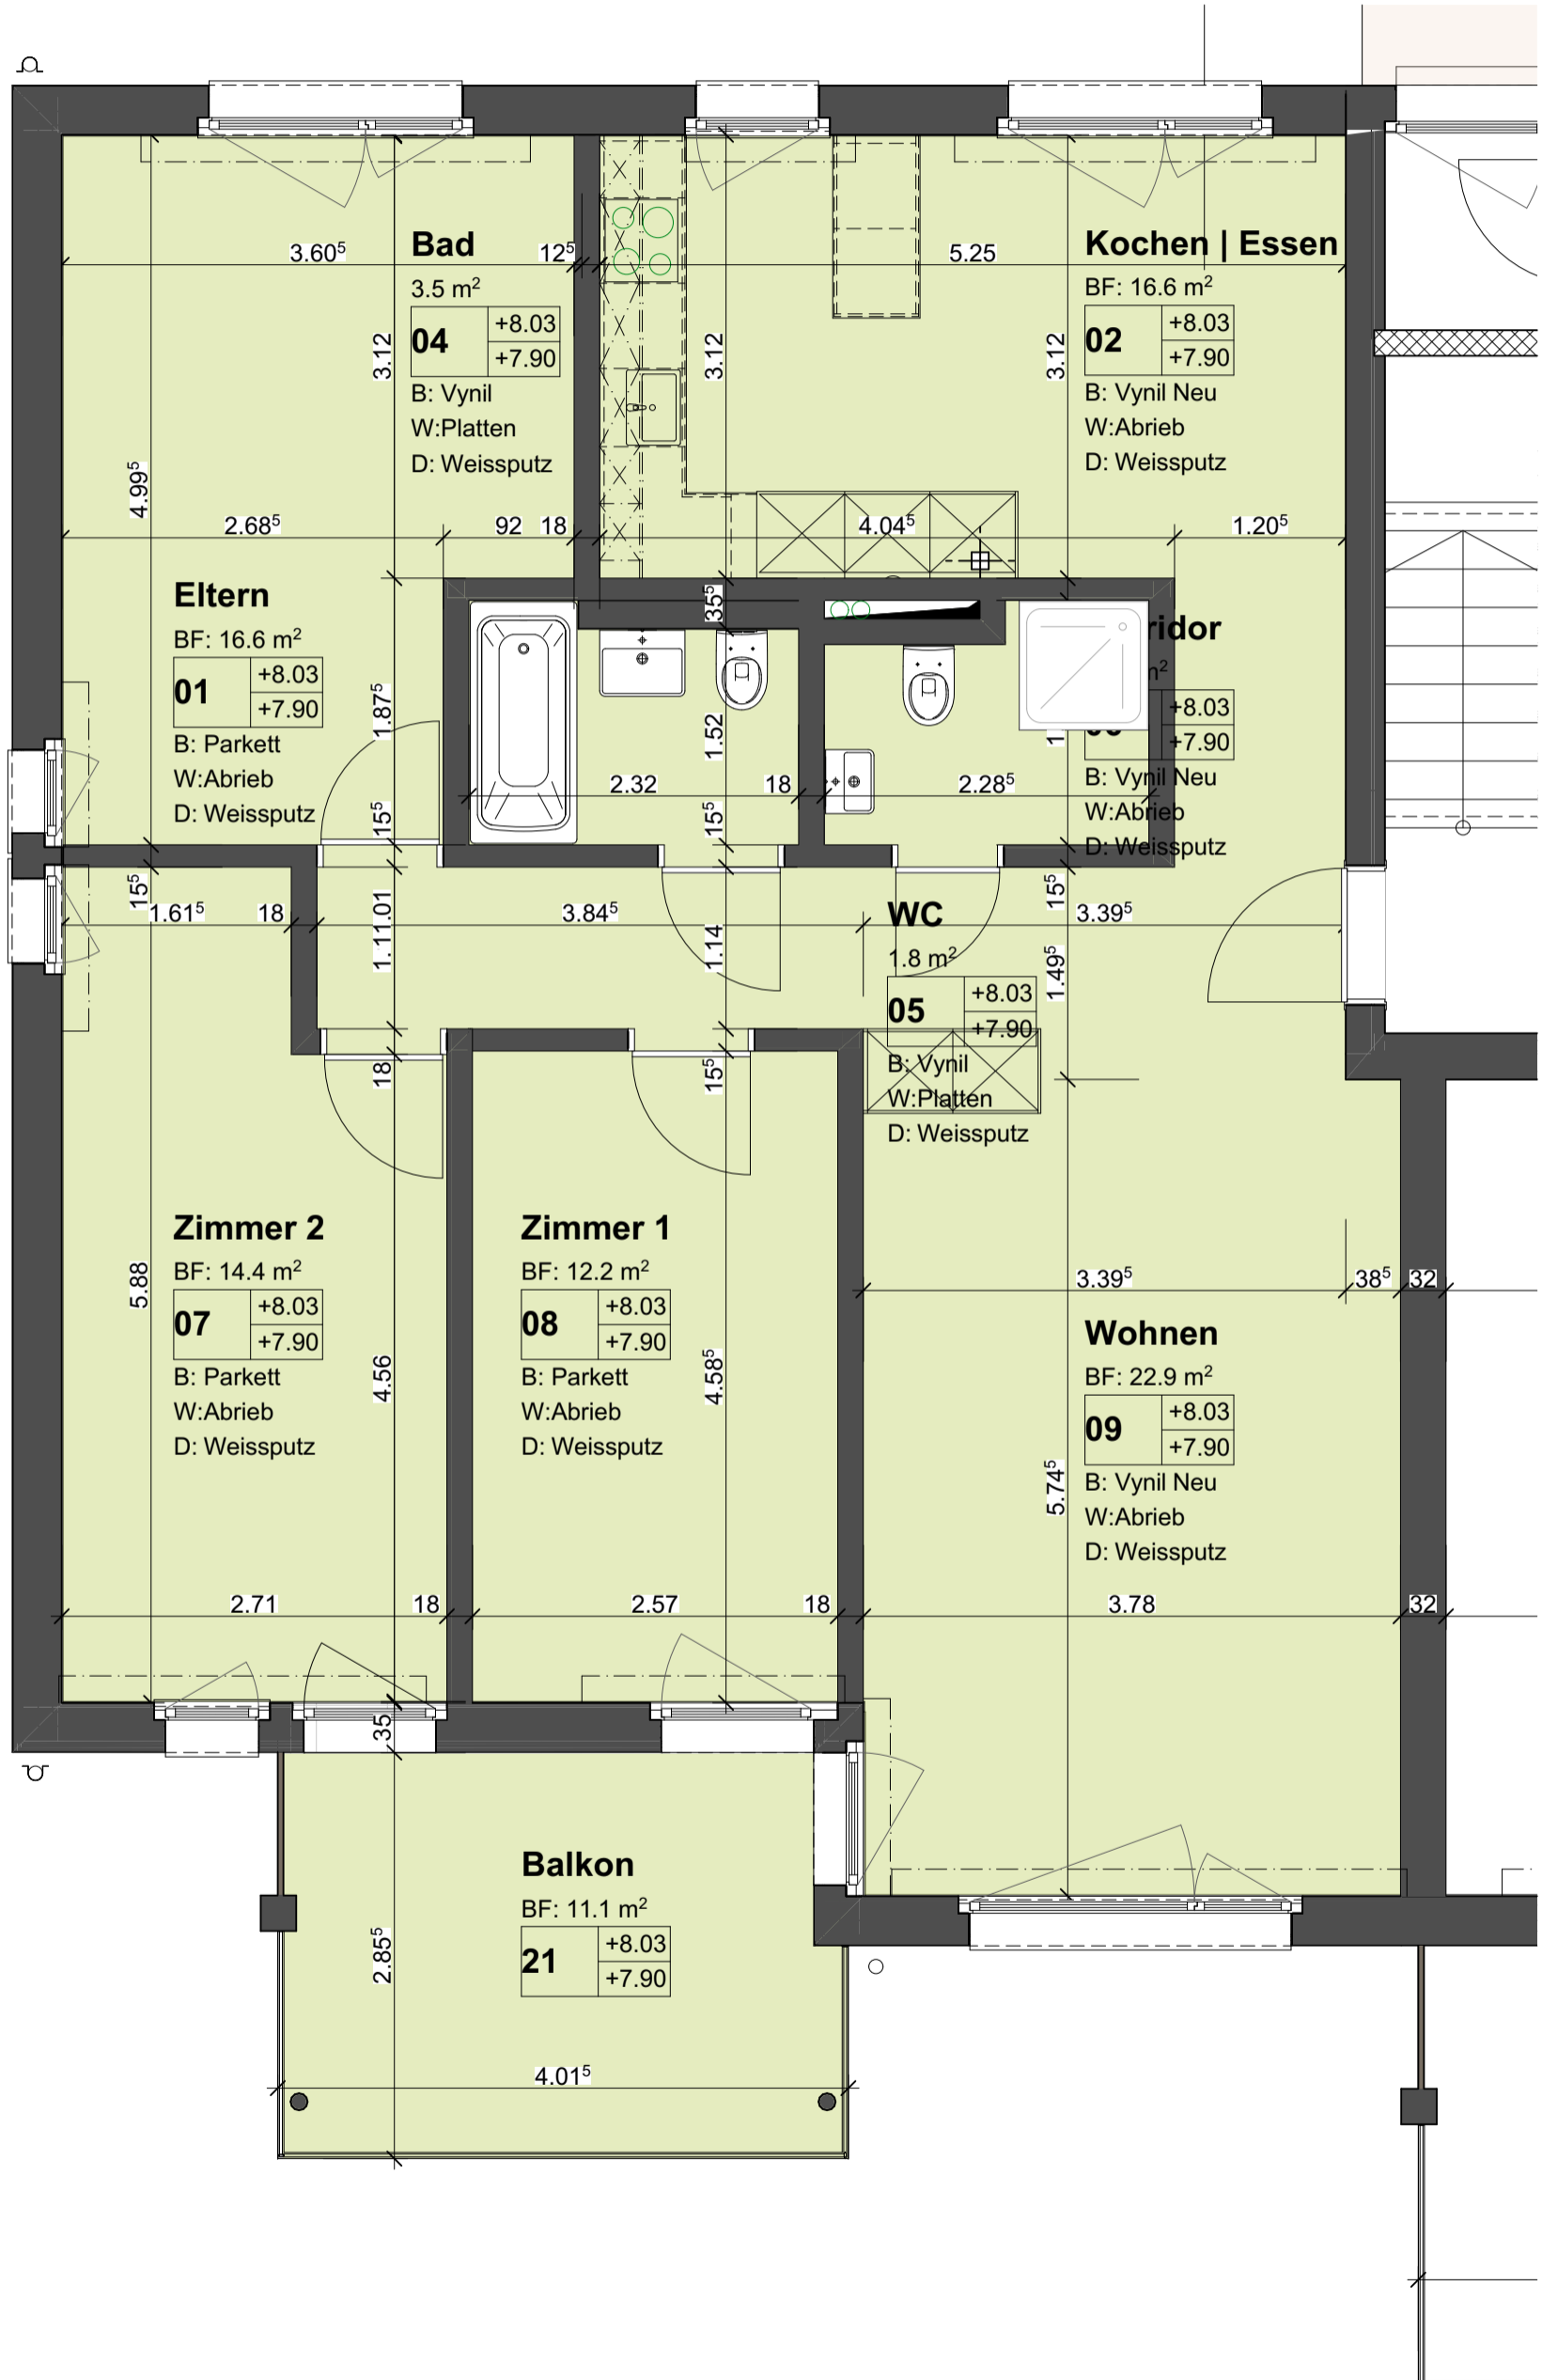 Bad
3.60⁵
12⁵
5.25
Kochen | Essen
3.5 m²
BF: 16.6 m²
04
+8.03
+7.90
02
+8.03
+7.90
3.12
3.12
3.12
B: Vynil
W:Platten
D: Weissputz
B: Vynil Neu
W:Abrieb
D: Weissputz
4.99⁵
2.68⁵
92
18
4.04⁵
1.20⁵
Eltern
BF: 16.6 m²
01
+8.03
+7.90
B: Parkett
W:Abrieb
D: Weissputz
35⁵
ridor
m²
+8.03
+7.90
B: Vynil Neu
W:Abrieb
D: Weissputz
1.87⁵
1.52
2.32
18
2.28⁵
15⁵
15⁵
15⁵
1.61⁵
18
3.84⁵
3.39⁵
15⁵
1.11
1.01
1.14
1.49⁵
WC
1.8 m²
05
+8.03
+7.90
B: Vynil
W:Platten
D: Weissputz
18
15⁵
Zimmer 2
BF: 14.4 m²
07
+8.03
+7.90
B: Parkett
W:Abrieb
D: Weissputz
Zimmer 1
BF: 12.2 m²
08
+8.03
+7.90
B: Parkett
W:Abrieb
D: Weissputz
5.88
4.56
4.58⁵
3.39⁵
38⁵
32
Wohnen
BF: 22.9 m²
09
+8.03
+7.90
B: Vynil Neu
W:Abrieb
D: Weissputz
5.74⁵
2.71
18
2.57
18
3.78
32
35
Balkon
BF: 11.1 m²
21
+8.03
+7.90
2.85⁵
4.01⁵